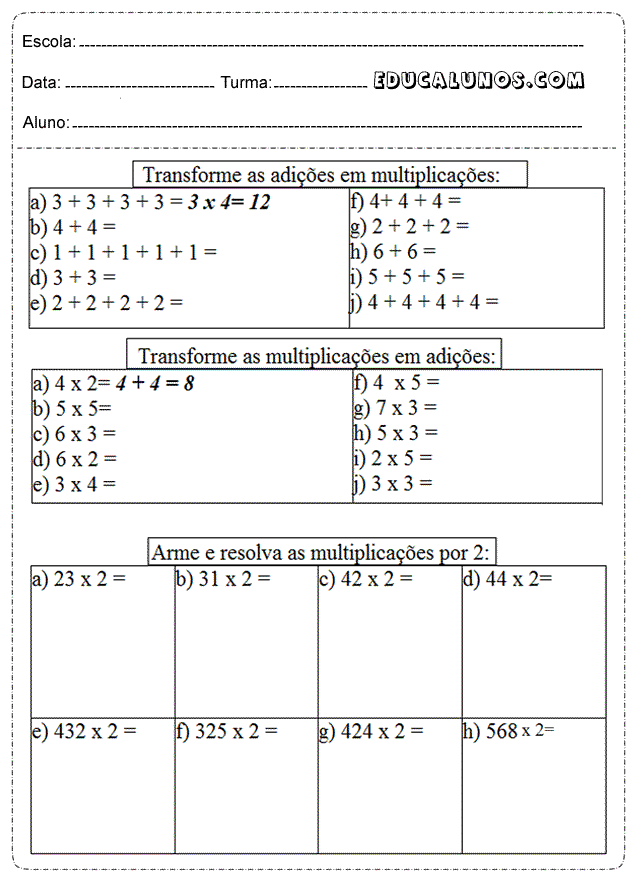 Escola:
Data: Turma: EDUCALUNOS.COM
Aluno:
Transforme as adições em multiplicações:
a) 3 + 3 + 3 + 3 = 3 x 4= 12
b) 4 + 4 =
c) 1 + 1 + 1 + 1 + 1 =
d) 3 + 3 =
e) 2 + 2 + 2 + 2 =
f) 4+ 4 + 4 =
g) 2 + 2 + 2 =
h) 6 + 6 =
i) 5 + 5 + 5 =
j) 4 + 4 + 4 + 4 =
Transforme as multiplicações em adições:
a) 4 x 2= 4 + 4 = 8
b) 5 x 5=
c) 6 x 3 =
d) 6 x 2 =
e) 3 x 4 =
f) 4 x 5 =
g) 7 x 3 =
h) 5 x 3 =
i) 2 x 5 =
j) 3 x 3 =
Arme e resolva as multiplicações por 2:
a) 23 x 2 =
b) 31 x 2 =
c) 42 x 2 =
d) 44 x 2=
e) 432 x 2 =
f) 325 x 2 =
g) 424 x 2 =
h) 568 x 2=